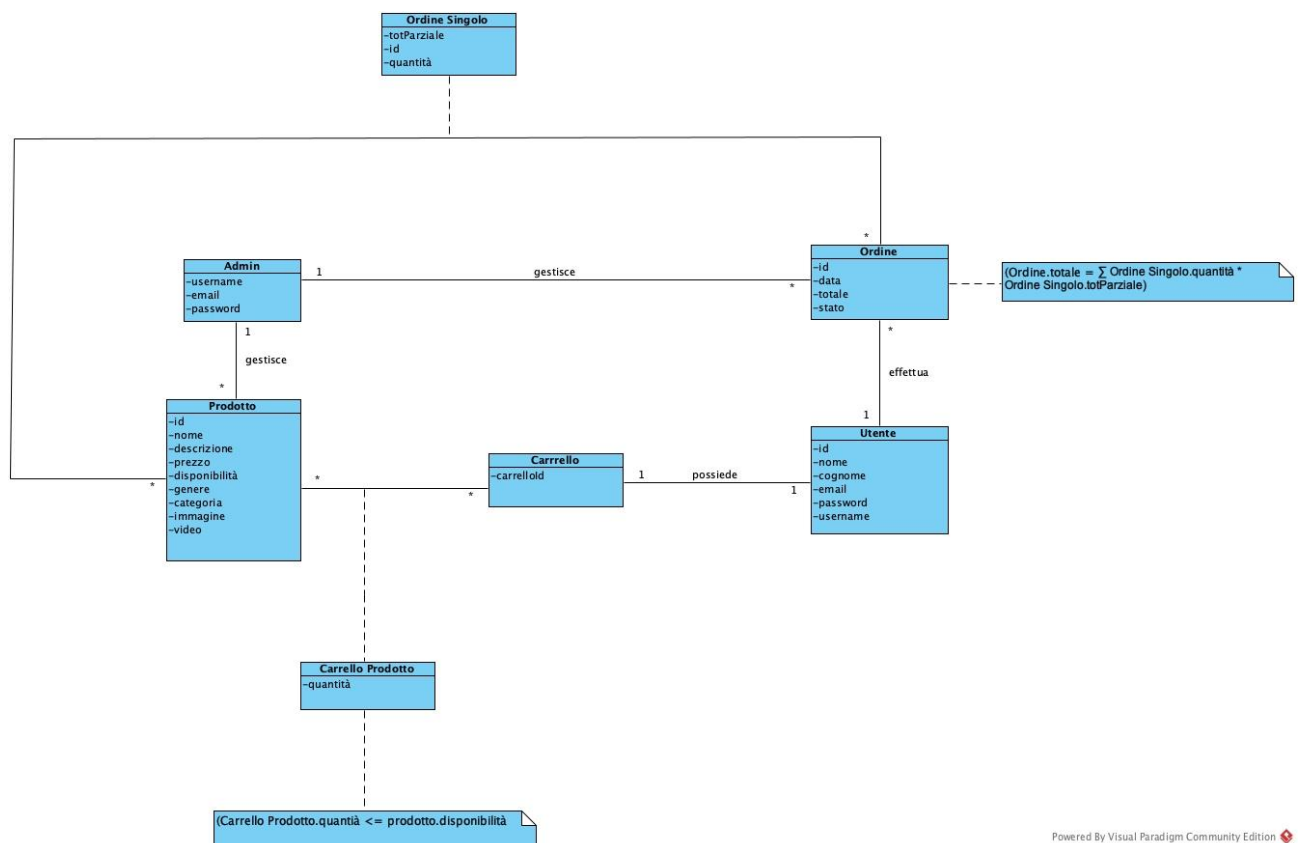 Ordine Singolo
-totParziale
-id
-quantità
*
Admin
-username
-email
-password
1
gestisce
*
Ordine
-id
-data
-totale
-stato
(Ordine.totale = ∑ Ordine Singolo.quantità *
Ordine Singolo.totParziale)
1
gestisce
*
*
effettua
1
Prodotto
-id
-nome
-descrizione
-prezzo
-disponibilità
-genere
-categoria
-immagine
-video
*
*
*
Carrrello
-carrelloId
1
possiede
1
Utente
-id
-nome
-cognome
-email
-password
-username
Carrello Prodotto
-quantità
(Carrello Prodotto.quantià <= prodotto.disponibilità
Powered By Visual Paradigm Community Edition